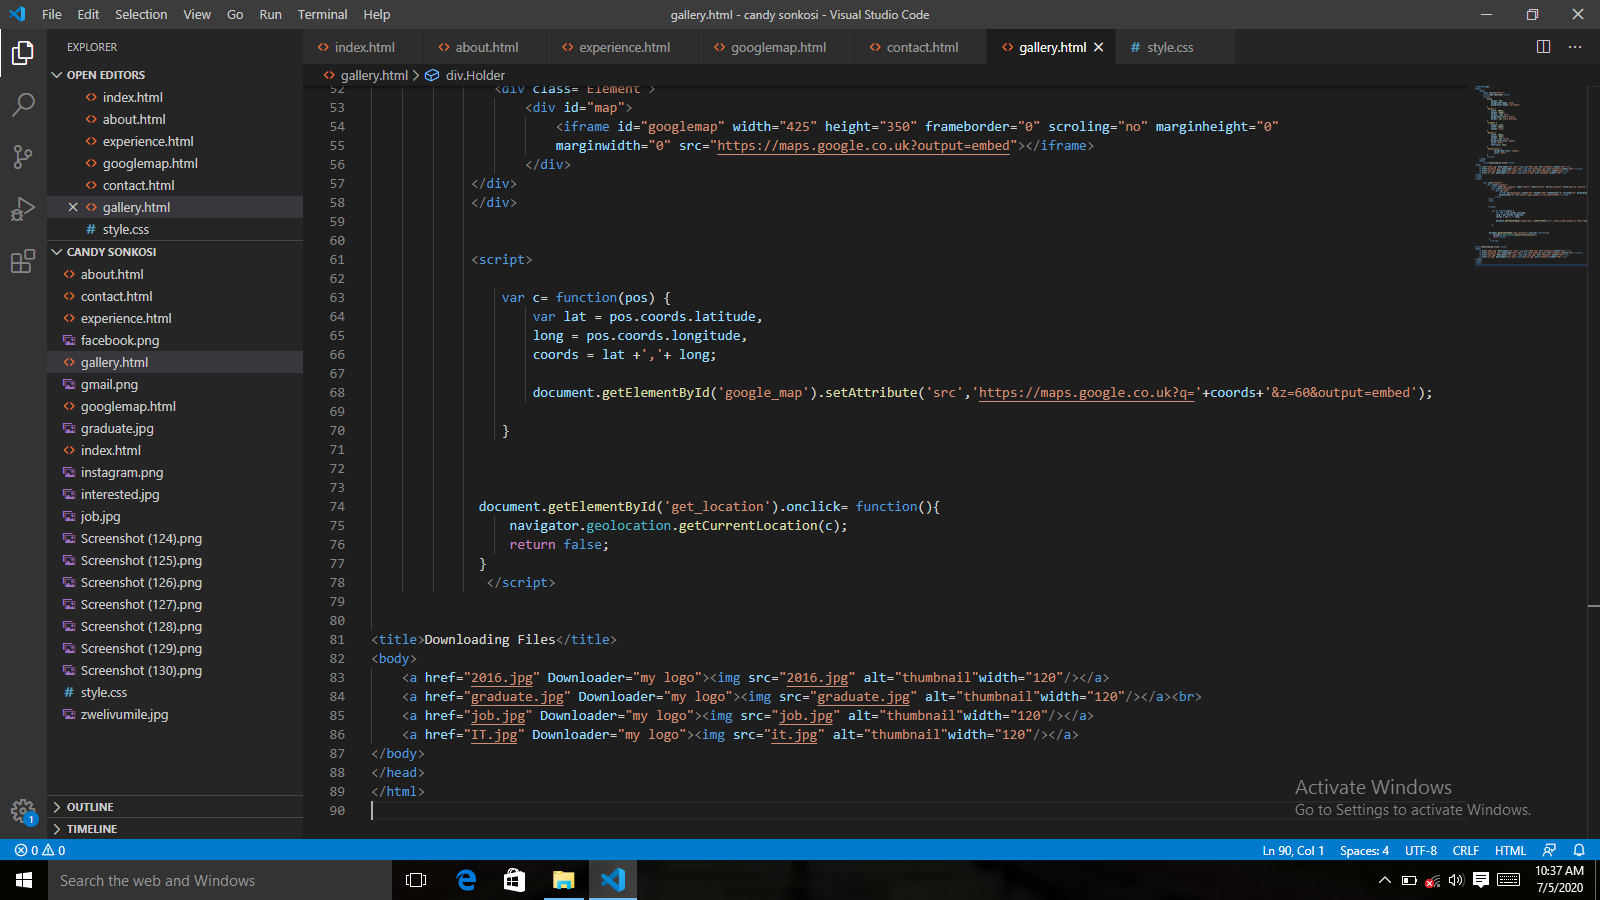 File Edit Selection View Go Run Terminal Help
gallery.html - candy sonkosi - Visual Studio Code
EXPLORER
OPEN EDITORS
index.html
about.html
experience.html
googlemap.html
contact.html
gallery.html
style.css
CANDY SONKOSI
about.html
contact.html
experience.html
facebook.png
gallery.html
gmail.png
googlemap.html
graduate.jpg
index.html
instagram.png
interested.jpg
job.jpg
Screenshot (124).png
Screenshot (125).png
Screenshot (126).png
Screenshot (127).png
Screenshot (128).png
Screenshot (129).png
Screenshot (130).png
style.css
zwelivumile.jpg
OUTLINE
TIMELINE
index.html about.html experience.html googlemap.html contact.html gallery.html style.css
gallery.html > div.Holder
52 <div class="Element">
53 <div id="map">
54 <iframe id="googlemap" width="425" height="350" frameborder="0" scroling="no" marginheight="0"
55 marginwidth="0" src="https://maps.google.co.uk?output=embed"></iframe>
56 </div>
57 </div>
58 </div>
59
60
61 <script>
62
63 var c= function(pos) {
64 var lat = pos.coords.latitude,
65 long = pos.coords.longitude,
66 coords = lat +','+ long;
67
68 document.getElementById('google_map').setAttribute('src','https://maps.google.co.uk?q='+coords+'&z=60&output=embed');
69
70 }
71
72
73
74 document.getElementById('get_location').onclick= function(){
75 navigator.geolocation.getCurrentLocation(c);
76 return false;
77 }
78 </script>
79
80
81 <title>Downloading Files</title>
82 <body>
83 <a href="2016.jpg" Downloader="my logo"><img src="2016.jpg" alt="thumbnail"width="120"/></a>
84 <a href="graduate.jpg" Downloader="my logo"><img src="graduate.jpg" alt="thumbnail"width="120"/></a><br>
85 <a href="job.jpg" Downloader="my logo"><img src="job.jpg" alt="thumbnail"width="120"/></a>
86 <a href="IT.jpg" Downloader="my logo"><img src="it.jpg" alt="thumbnail"width="120"/></a>
87 </body>
88 </head>
89 </html>
90
Activate Windows
Go to Settings to activate Windows.
1
0 0
Ln 90, Col 1 Spaces: 4 UTF-8 CRLF HTML
Search the web and Windows
10:37 AM
7/5/2020